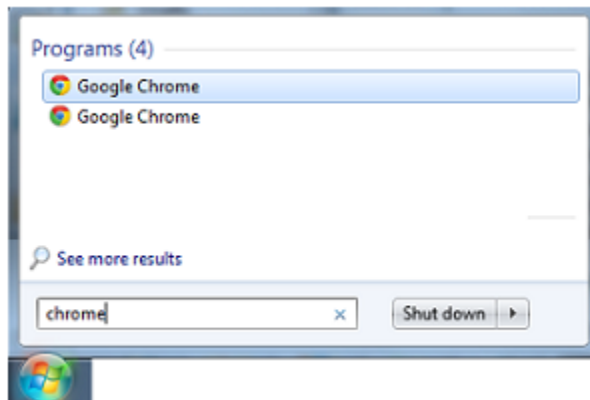 Programs (4)
Google Chrome
Google Chrome
See more results
chrome
Shut down